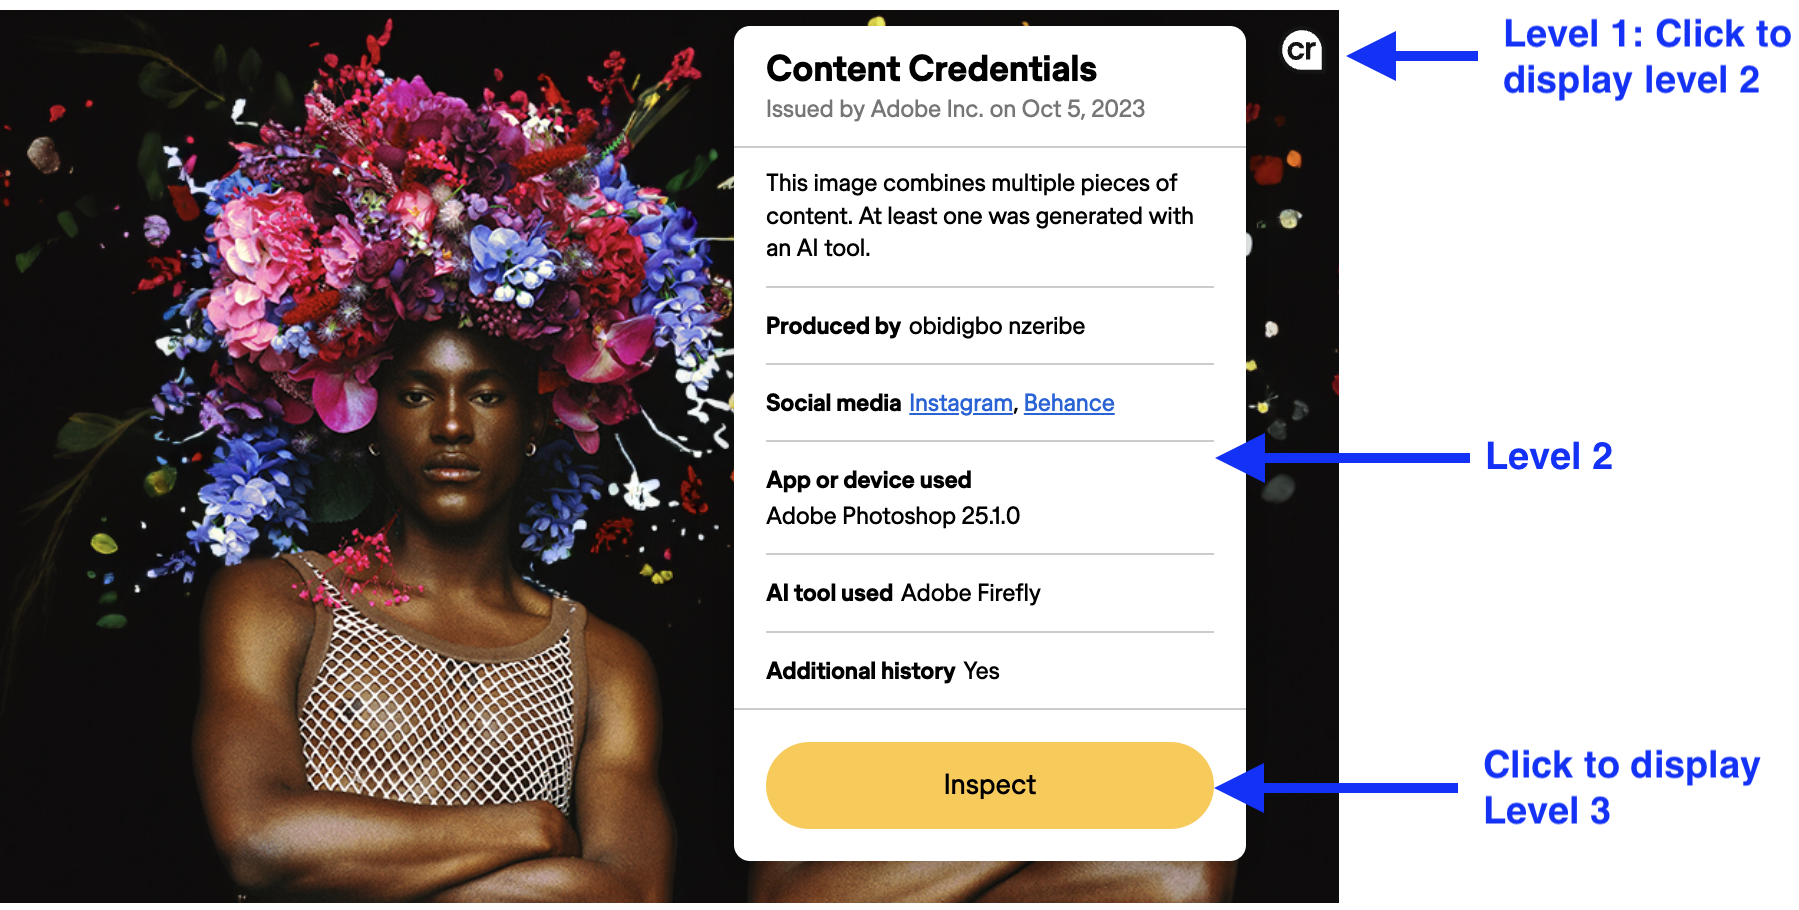 Content Credentials
Issued by Adobe Inc. on Oct 5, 2023
This image combines multiple pieces of
content. At least one was generated with
an AI tool.
Produced by obidigbo nzeribe
Social media Instagram, Behance
App or device used
Adobe Photoshop 25.1.0
AI tool used Adobe Firefly
Additional history Yes
Inspect
cr
Level 1: Click to
display level 2
Level 2
Click to display
Level 3